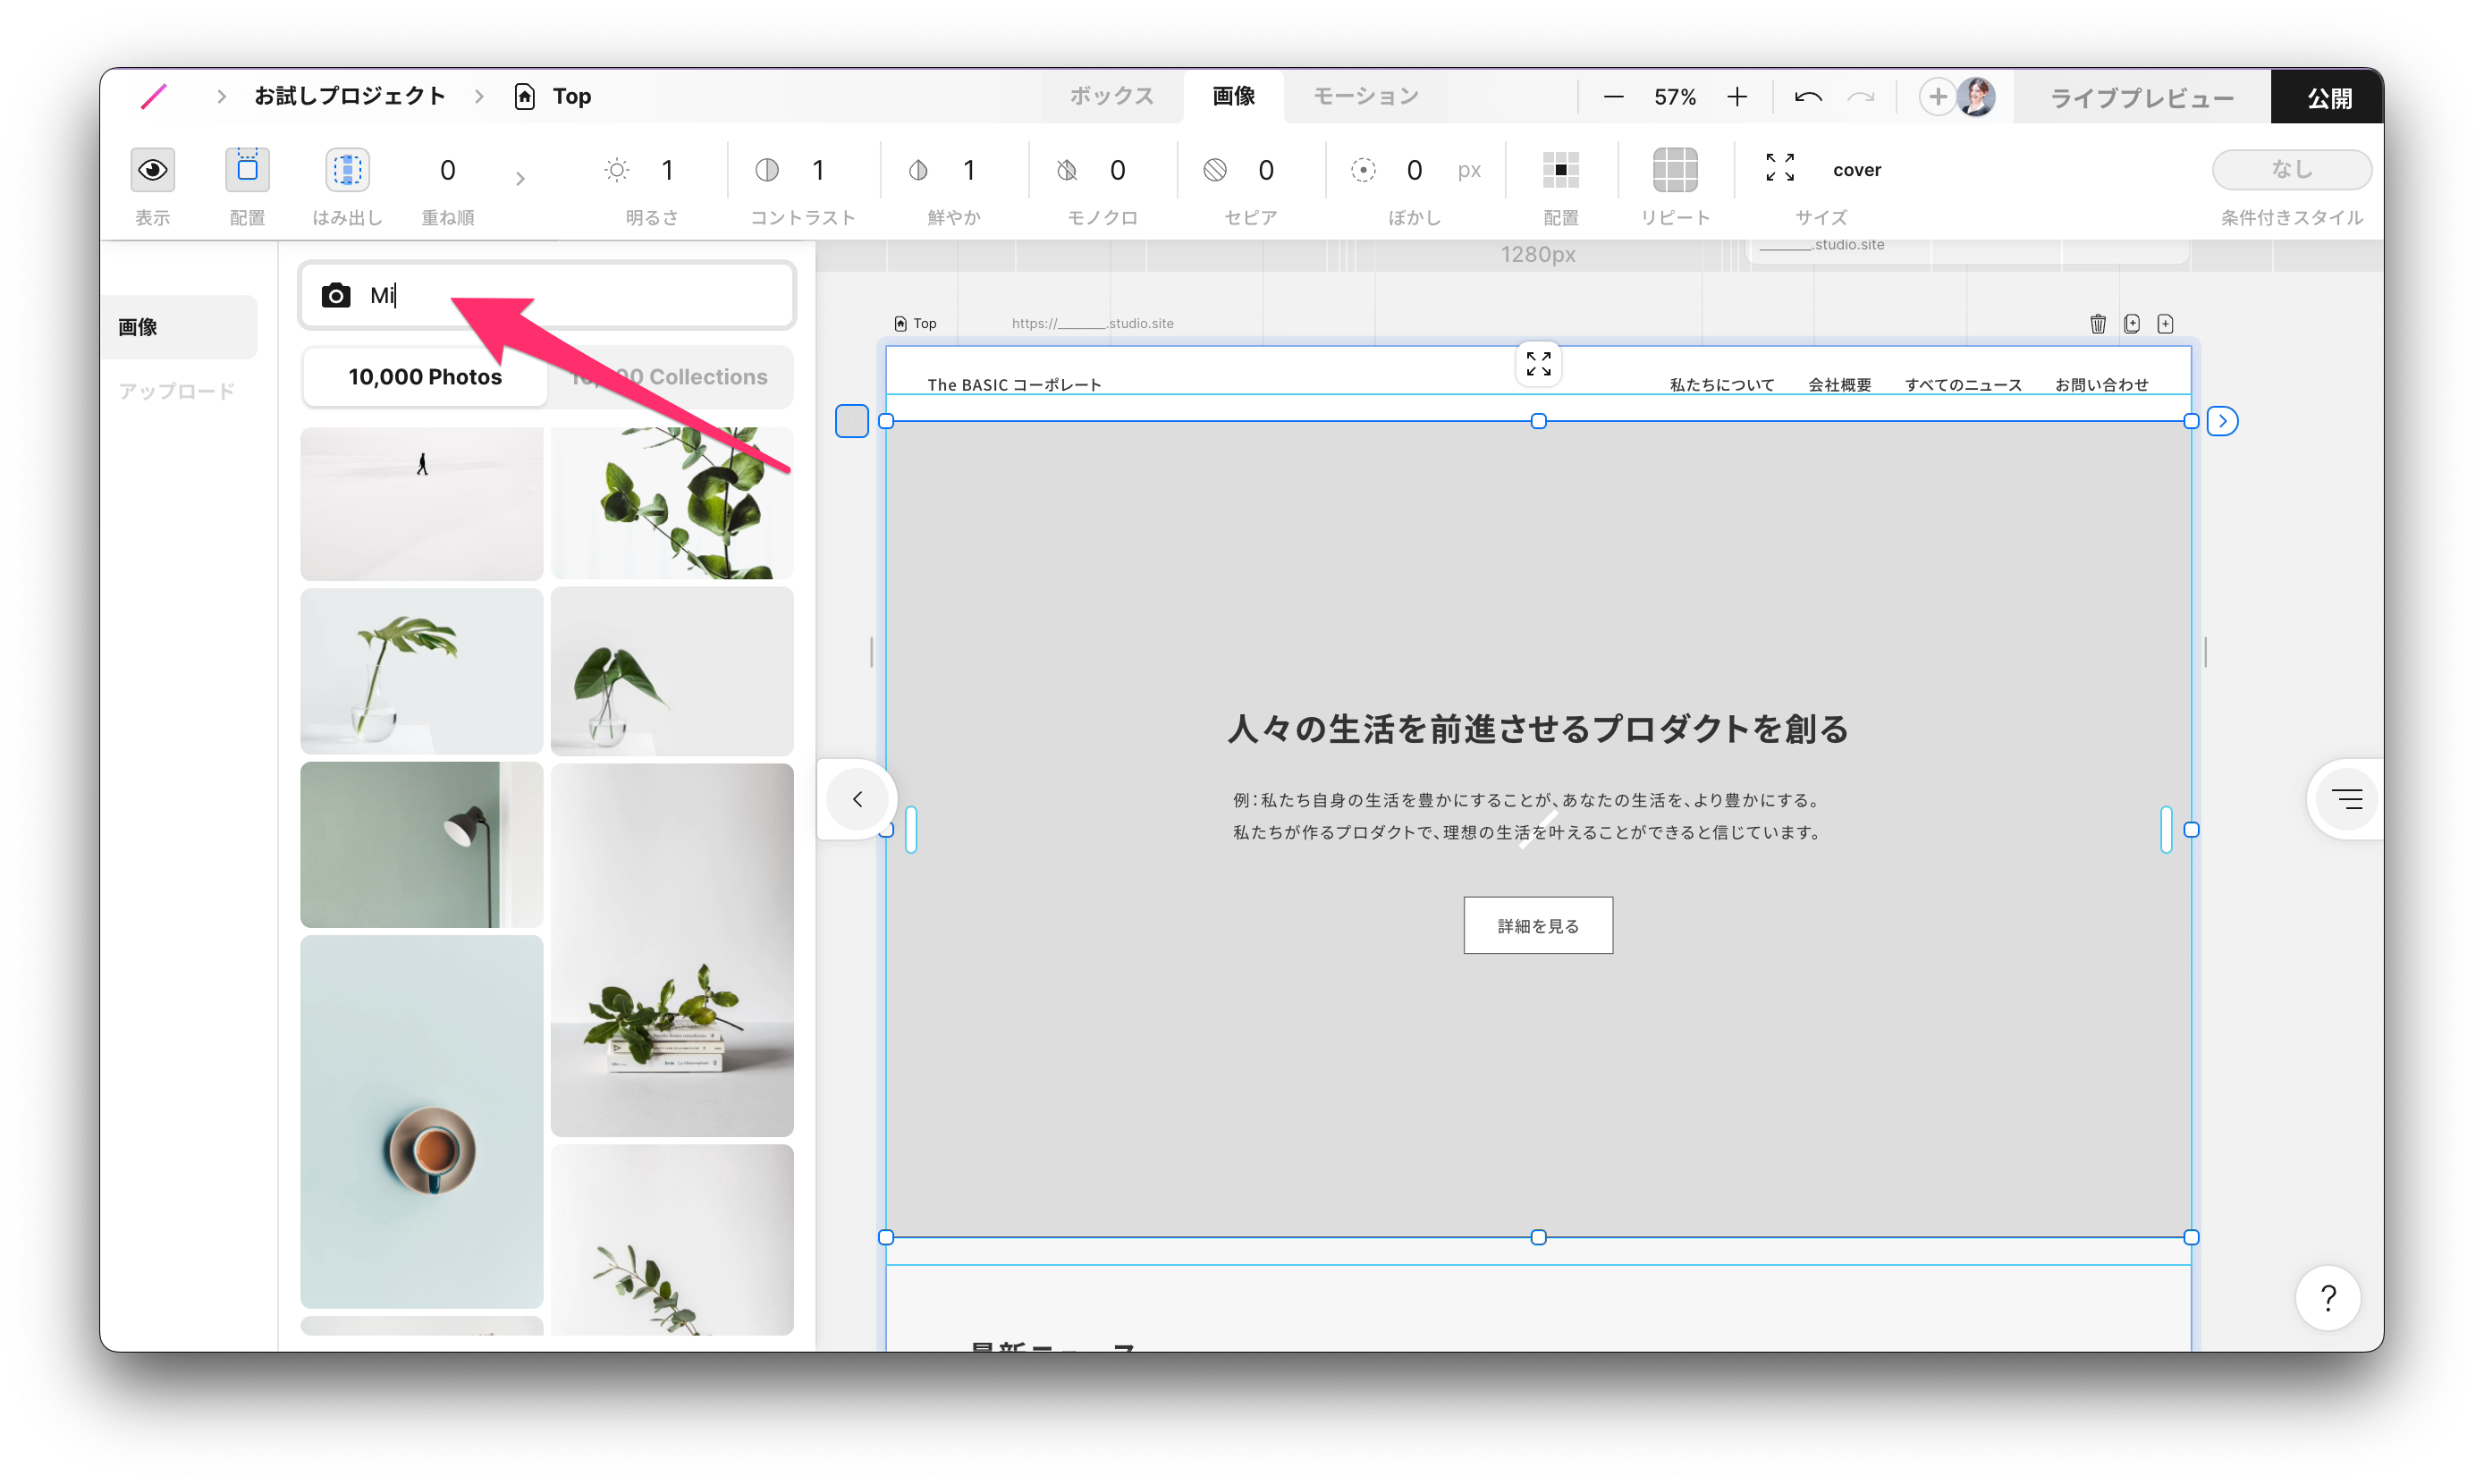 お試しプロジェクト
Top
ボックス
画像
モーション
57%
ライブプレビュー
公開
0
1
1
1
0
0
0 px
cover
なし
表示
配置
はみ出し
重ね順
明るさ
コントラスト
鮮やか
モノクロ
セピア
ぼかし
配置
リピート
サイズ
条件付きスタイル
画像
アップロード
Mi
10,000 Photos
Collections
1280px
________.studio.site
Top
https://________.studio.site
The BASIC コーポレート
私たちについて
会社概要
すべてのニュース
お問い合わせ
人々の生活を前進させるプロダクトを創る
例：私たち自身の生活を豊かにすることが、あなたの生活を、より豊かにする。
私たちが作るプロダクトで、理想の生活を叶えることができると信じています。
詳細を見る
最新ニュース
?